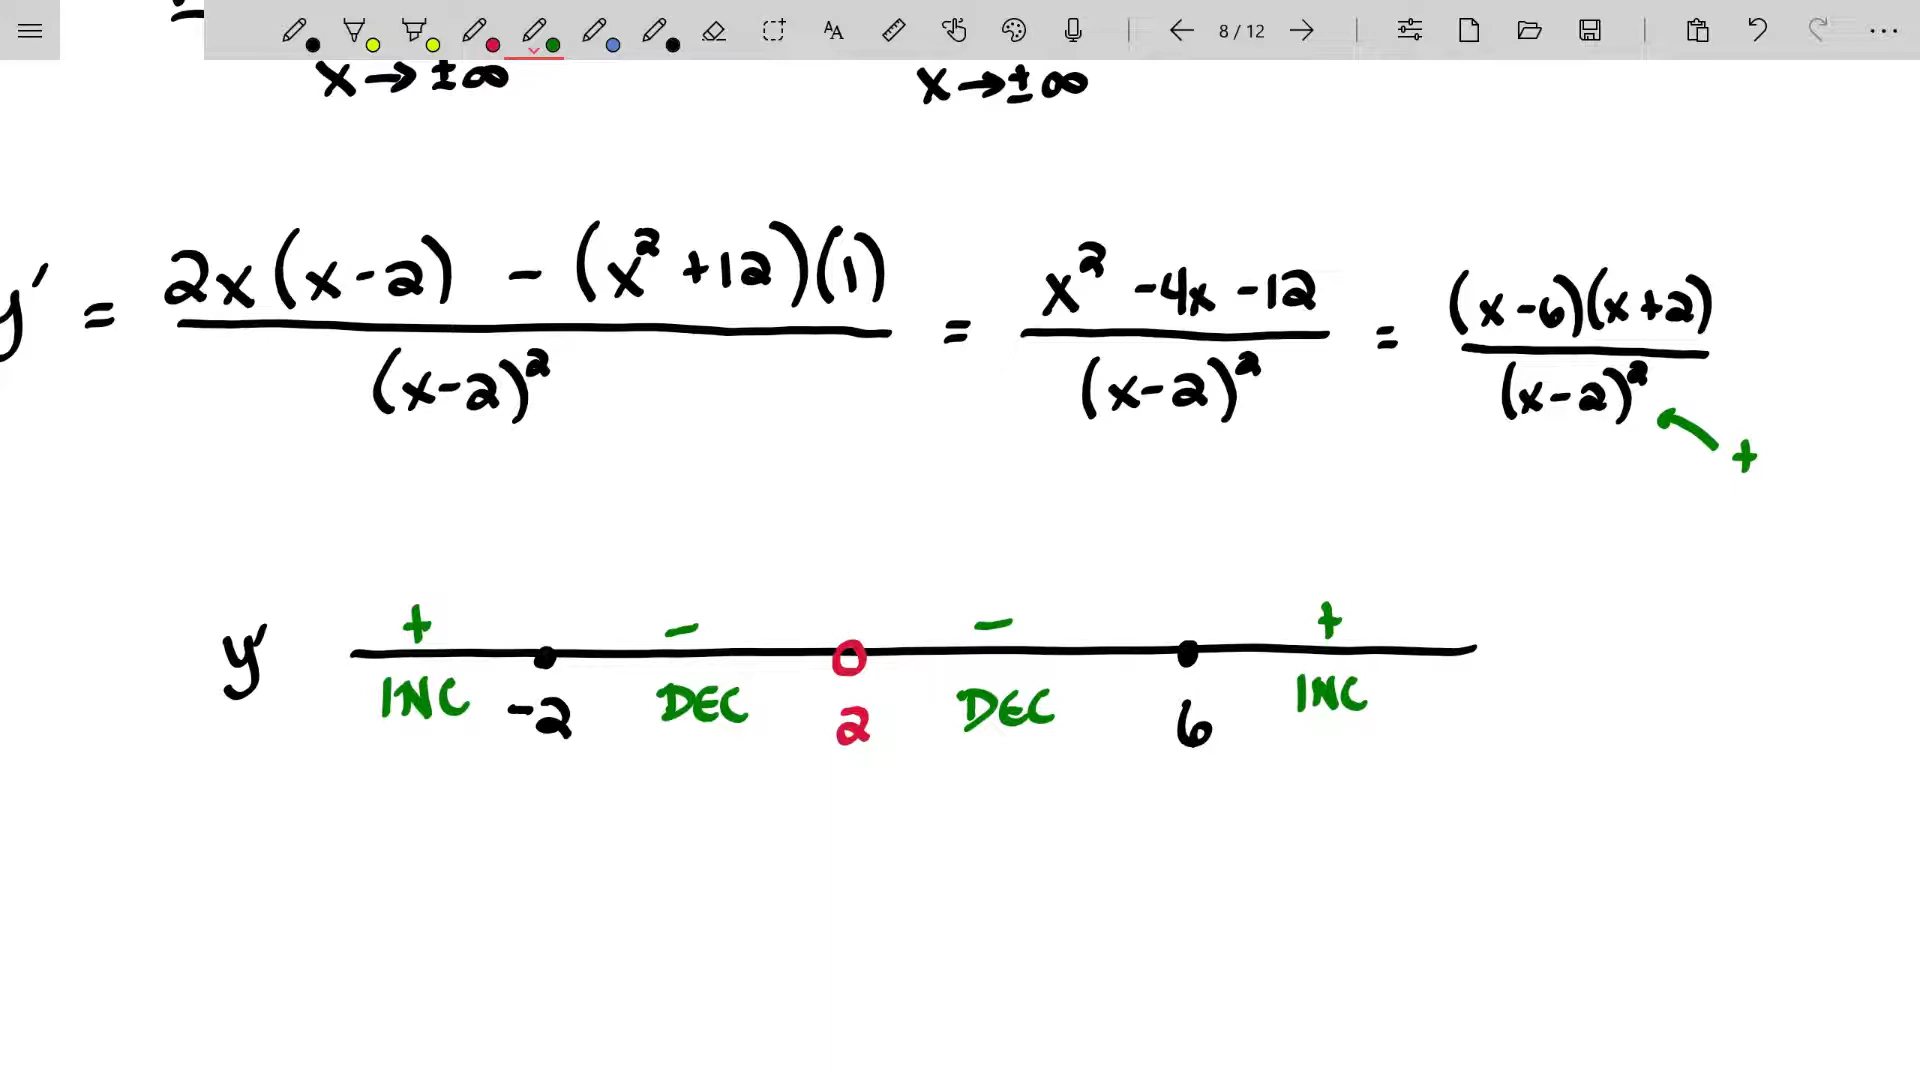 8 / 12
x → ±∞ x → ±∞
y' = 2x(x-2) - (x²+12)(1) / (x-2)² = x² -4x -12 / (x-2)² = (x-6)(x+2) / (x-2)²
+
y' + - - +
INC -2 DEC 2 DEC 6 INC